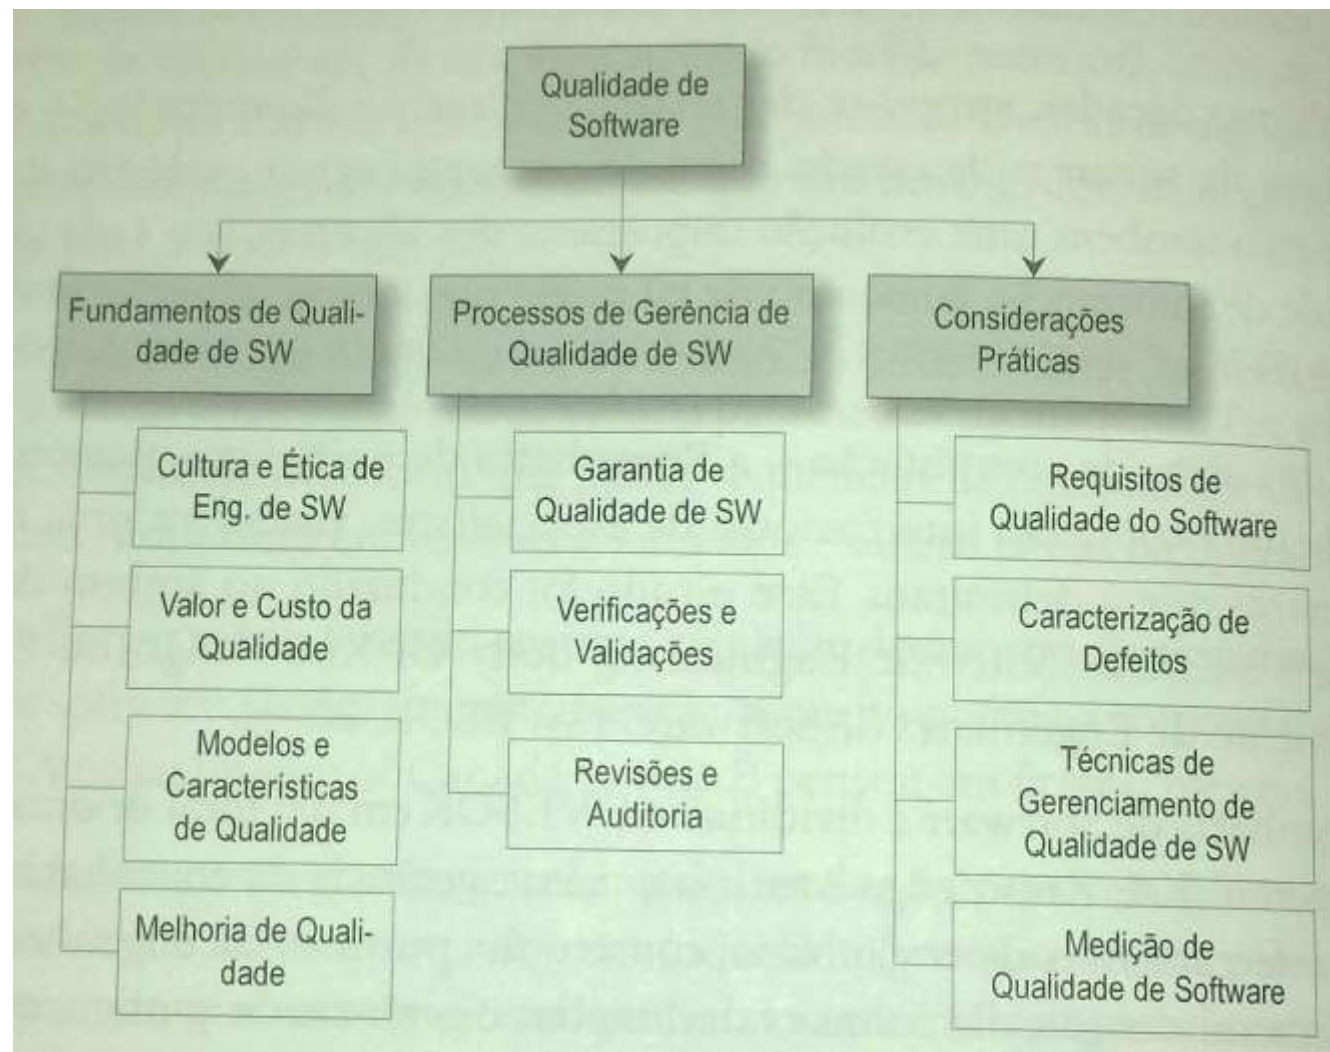 Qualidade de
Software
Fundamentos de Quali-
dade de SW
Cultura e Ética de
Eng. de SW
Valor e Custo da
Qualidade
Modelos e
Características
de Qualidade
Melhoria de Quali-
dade
Processos de Gerência de
Qualidade de SW
Garantia de
Qualidade de SW
Verificações e
Validações
Revisões e
Auditoria
Considerações
Práticas
Requisitos de
Qualidade do Software
Caracterização de
Defeitos
Técnicas de
Gerenciamento de
Qualidade de SW
Medição de
Qualidade de Software